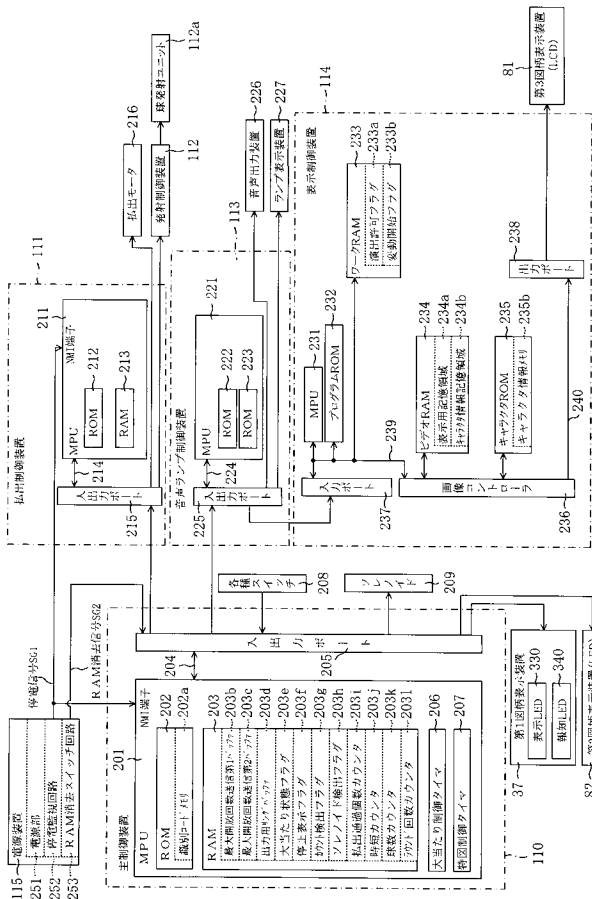 115
電源装置
251
電源部
252
停電監視回路
253
RAM消去スイッチ回路
停電信号SG1
RAM消去信号SG2
主制御装置
110
201
NMI端子
MPU
ROM
202
識別コードメモリ
202a
RAM
203
最大開放回数送信第1バッファ
203b
最大開放回数送信第2バッファ
203c
203d
大当たり状態フラグ
203e
停止表示フラグ
203f
カウント検出フラグ
203g
ソレノイド検出フラグ
203h
払出通過個数カウンタ
203i
時短カウンタ
203j
球数カウンタ
203k
ラウンド回数カウンタ
203l
大当たり制御タイマ
206
特図制御タイマ
207
204
入出力ポート
205
各種スイッチ
208
ソレノイド
209
37
第1図柄表示装置
表示LED
330
報知LED
340
82
払出制御装置
111
211
NMI端子
MPU
ROM
212
RAM
213
214
入出力ポート
215
払出モータ
216
発射制御装置
112
球発射ユニット
112a
音声ランプ制御装置
113
221
MPU
ROM
222
ROM
223
224
入出力ポート
225
音声出力装置
226
ランプ表示装置
227
表示制御装置
114
MPU
231
プログラムROM
232
ワークRAM
233
演出許可フラグ
233a
変動開始フラグ
233b
ビデオRAM
234
表示用記憶領域
234a
キャラクタ情報記憶領域
234b
キャラクタROM
235
キャラクタ情報メモリ
235b
画像コントローラ
236
入力ポート
237
出力ポート
238
239
240
第3図柄表示装置
(LCD)
81